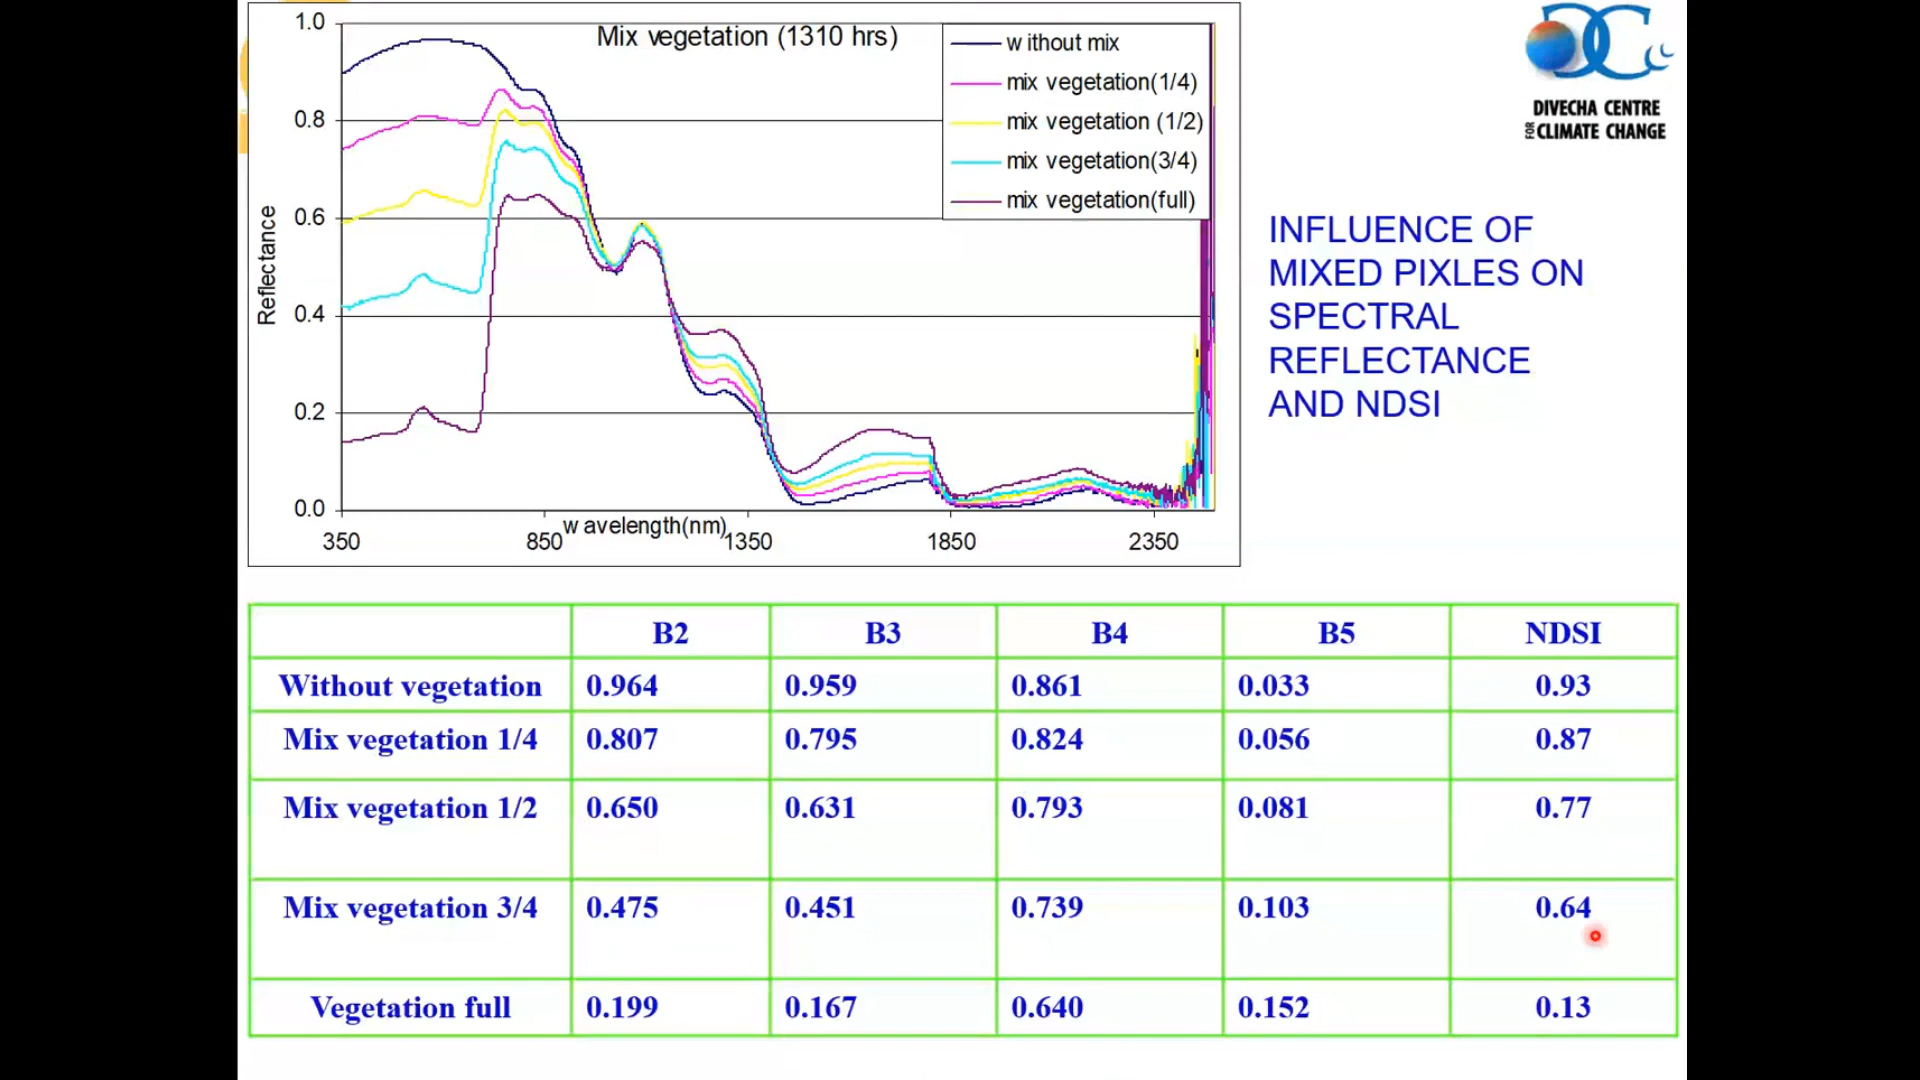 1.0
Mix vegetation (1310 hrs)
w ithout mix
mix vegetation(1/4)
mix vegetation (1/2)
mix vegetation(3/4)
mix vegetation(full)
0.8
0.6
0.4
0.2
0.0
Reflectance
w avelength(nm)
350
850
1350
1850
2350
DIVECHA CENTRE
FOR CLIMATE CHANGE
INFLUENCE OF
MIXED PIXLES ON
SPECTRAL
REFLECTANCE
AND NDSI
B2 B3 B4 B5 NDSI
Without vegetation 0.964 0.959 0.861 0.033 0.93
Mix vegetation 1/4 0.807 0.795 0.824 0.056 0.87
Mix vegetation 1/2 0.650 0.631 0.793 0.081 0.77
Mix vegetation 3/4 0.475 0.451 0.739 0.103 0.64
Vegetation full 0.199 0.167 0.640 0.152 0.13